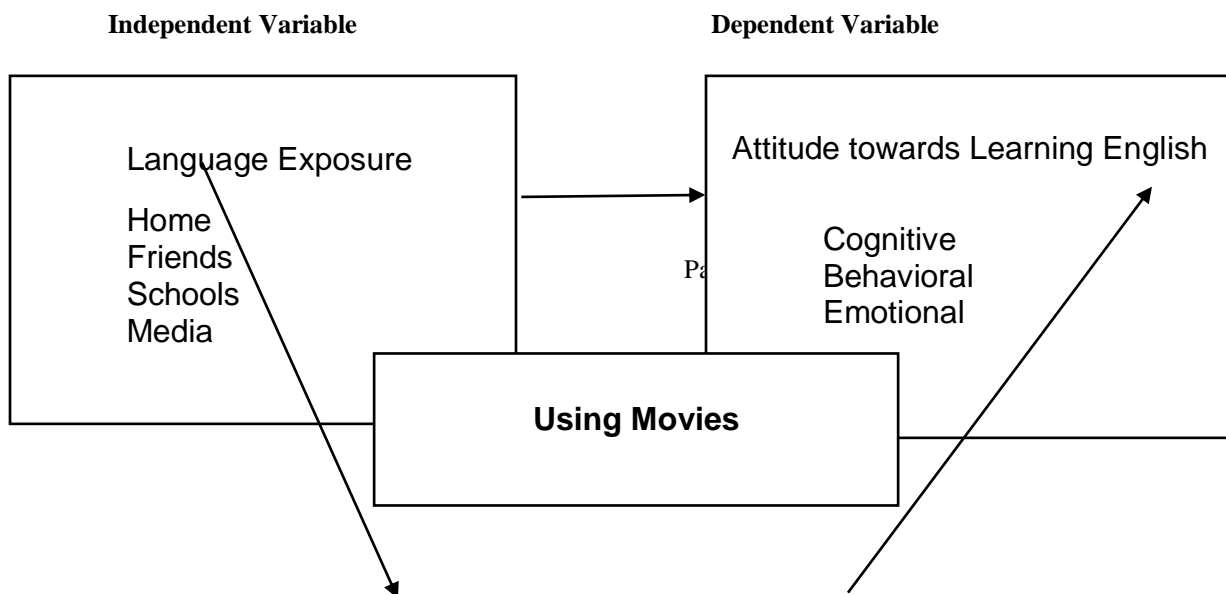 Independent Variable
Dependent Variable
Language Exposure
Home
Friends
Schools
Media
Attitude towards Learning English
Cognitive
Behavioral
Emotional
Using Movies